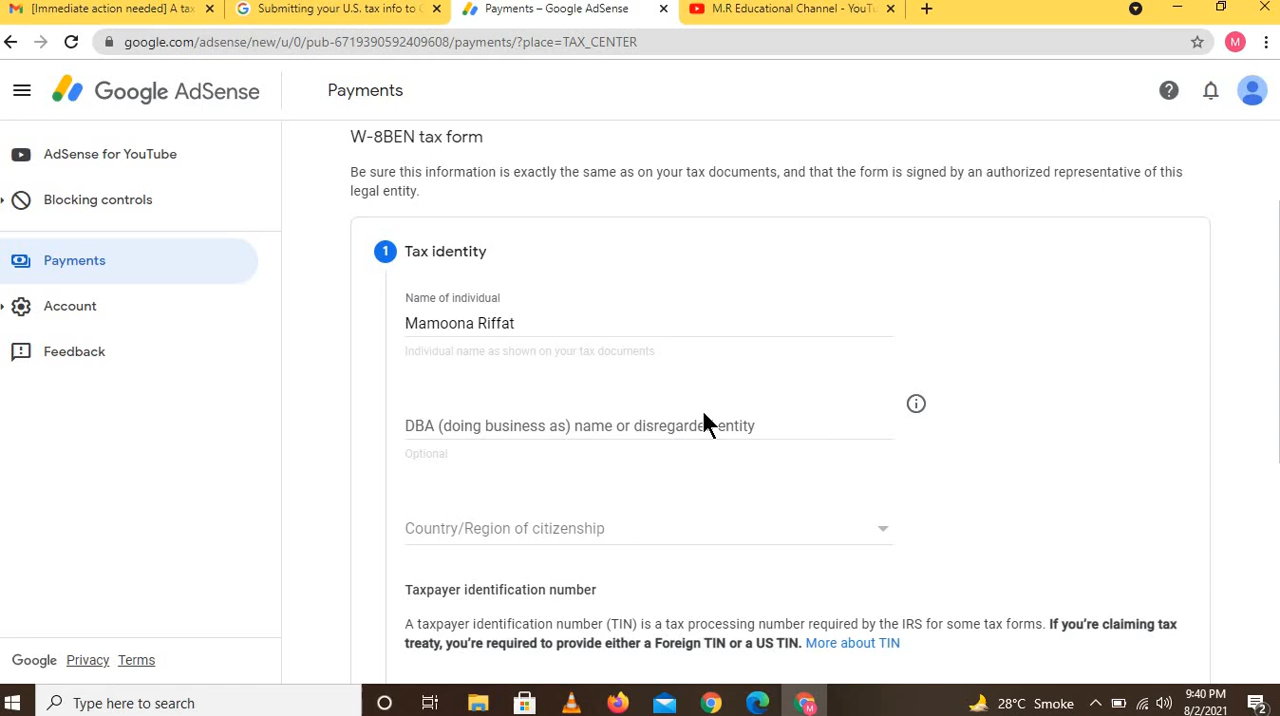 [Immediate action needed] A tax
Submitting your U.S. tax info to G
Payments – Google AdSense
M.R Educational Channel - YouTu
google.com/adsense/new/u/0/pub-6719390592409608/payments/?place=TAX_CENTER
M
Google AdSense
Payments
AdSense for YouTube
Blocking controls
Payments
Account
Feedback
W-8BEN tax form
Be sure this information is exactly the same as on your tax documents, and that the form is signed by an authorized representative of this
legal entity.
1 Tax identity
Name of individual
Mamoona Riffat
Individual name as shown on your tax documents
DBA (doing business as) name or disregarded entity
Optional
Country/Region of citizenship
Taxpayer identification number
A taxpayer identification number (TIN) is a tax processing number required by the IRS for some tax forms. If you're claiming tax
treaty, you're required to provide either a Foreign TIN or a US TIN. More about TIN
Google Privacy Terms
Type here to search
28°C Smoke
9:40 PM
8/2/2021
2